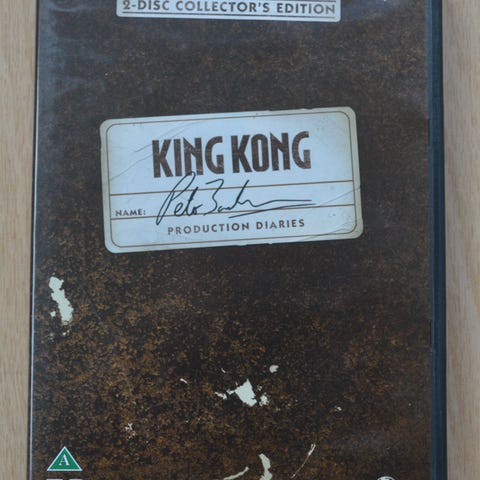 2-DISC COLLECTOR'S EDITION
KING KONG
NAME:
PRODUCTION DIARIES
A